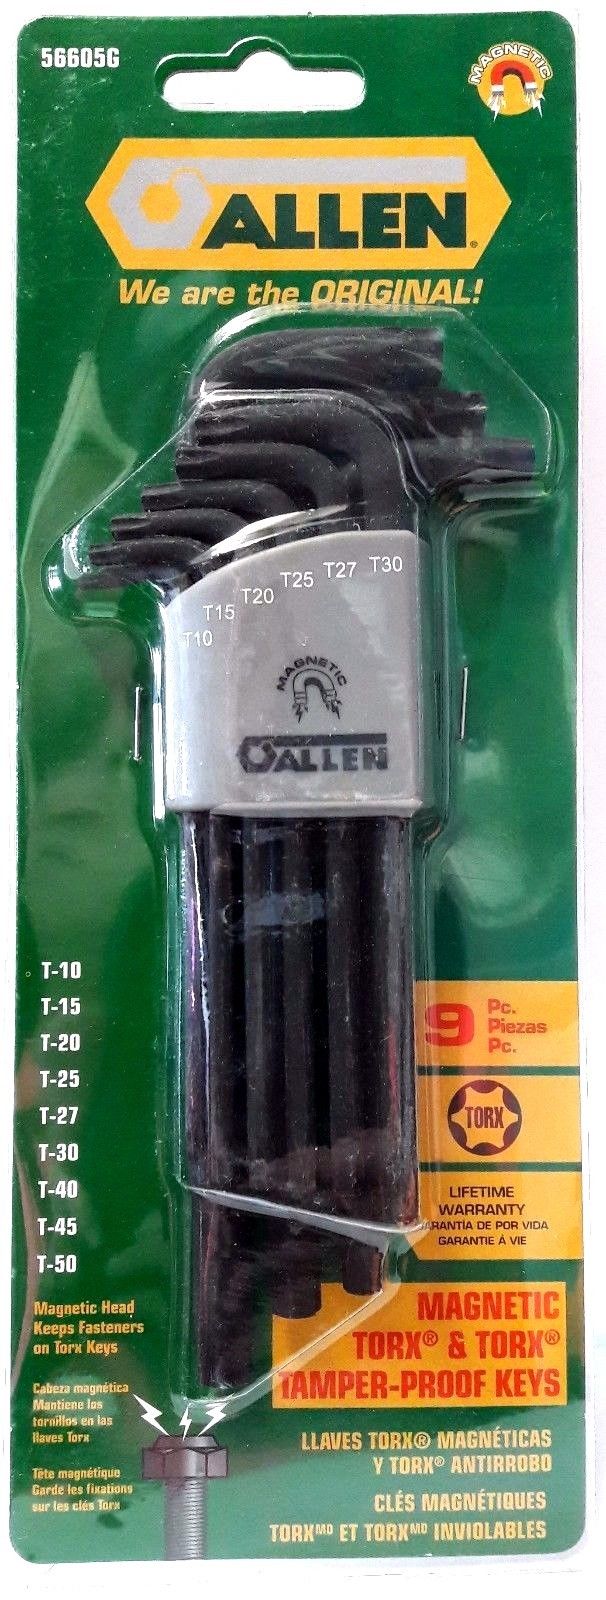 56605G
MAGNETIC
ALLEN®
We are the ORIGINAL!
T10 T15 T20 T25 T27 T30
MAGNETIC
ALLEN
T-10
T-15
T-20
T-25
T-27
T-30
T-40
T-45
T-50
9 Pc.
Piezas
Pc.
TORX
LIFETIME
WARRANTY
GARANTÍA DE POR VIDA
GARANTIE À VIE
Magnetic Head
Keeps Fasteners
on Torx Keys
Cabeza magnética
Mantiene los
tornillos en las
llaves Torx
Tête magnétique
Garde les fixations
sur les clés Torx
MAGNETIC
TORX® & TORX®
TAMPER-PROOF KEYS
LLAVES TORX® MAGNÉTICAS
Y TORX® ANTIRROBO
CLÉS MAGNÉTIQUES
TORXMD ET TORXMD INVIOLABLES